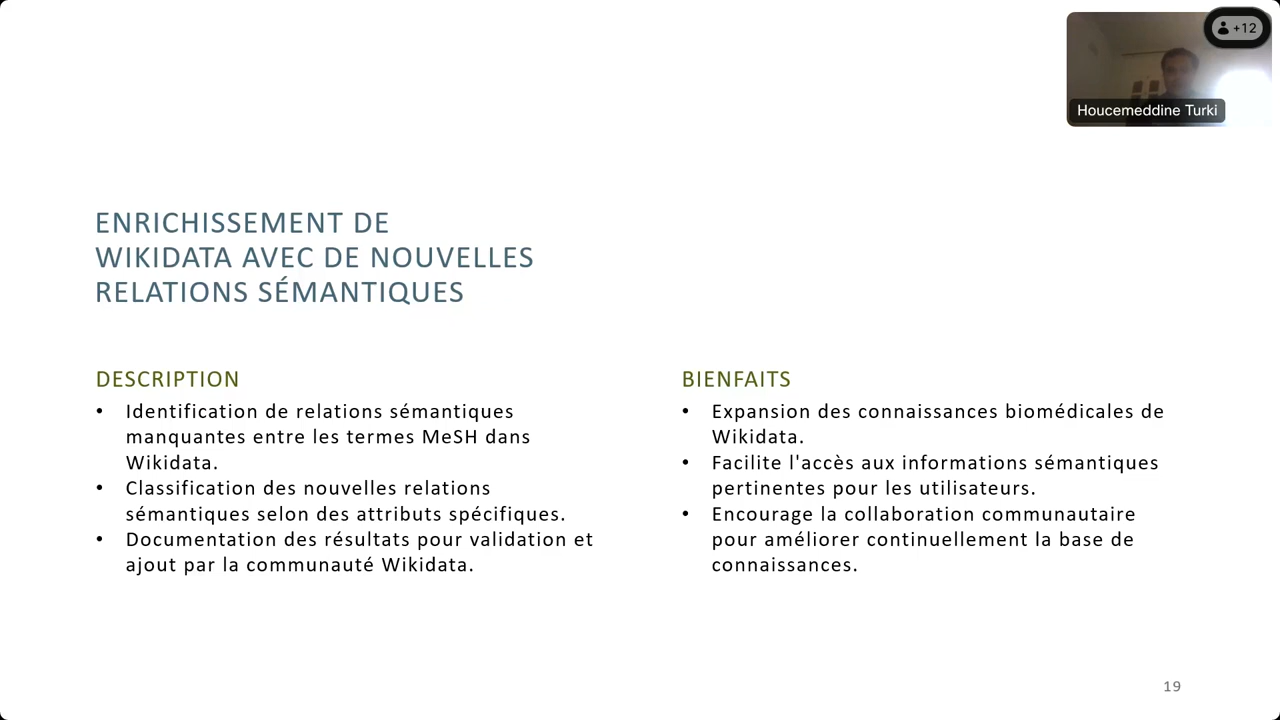 +12
Houcemeddine Turki
ENRICHISSEMENT DE
WIKIDATA AVEC DE NOUVELLES
RELATIONS SÉMANTIQUES
DESCRIPTION
• Identification de relations sémantiques
manquantes entre les termes MeSH dans
Wikidata.
• Classification des nouvelles relations
sémantiques selon des attributs spécifiques.
• Documentation des résultats pour validation et
ajout par la communauté Wikidata.
BIENFAITS
• Expansion des connaissances biomédicales de
Wikidata.
• Facilite l'accès aux informations sémantiques
pertinentes pour les utilisateurs.
• Encourage la collaboration communautaire
pour améliorer continuellement la base de
connaissances.
19